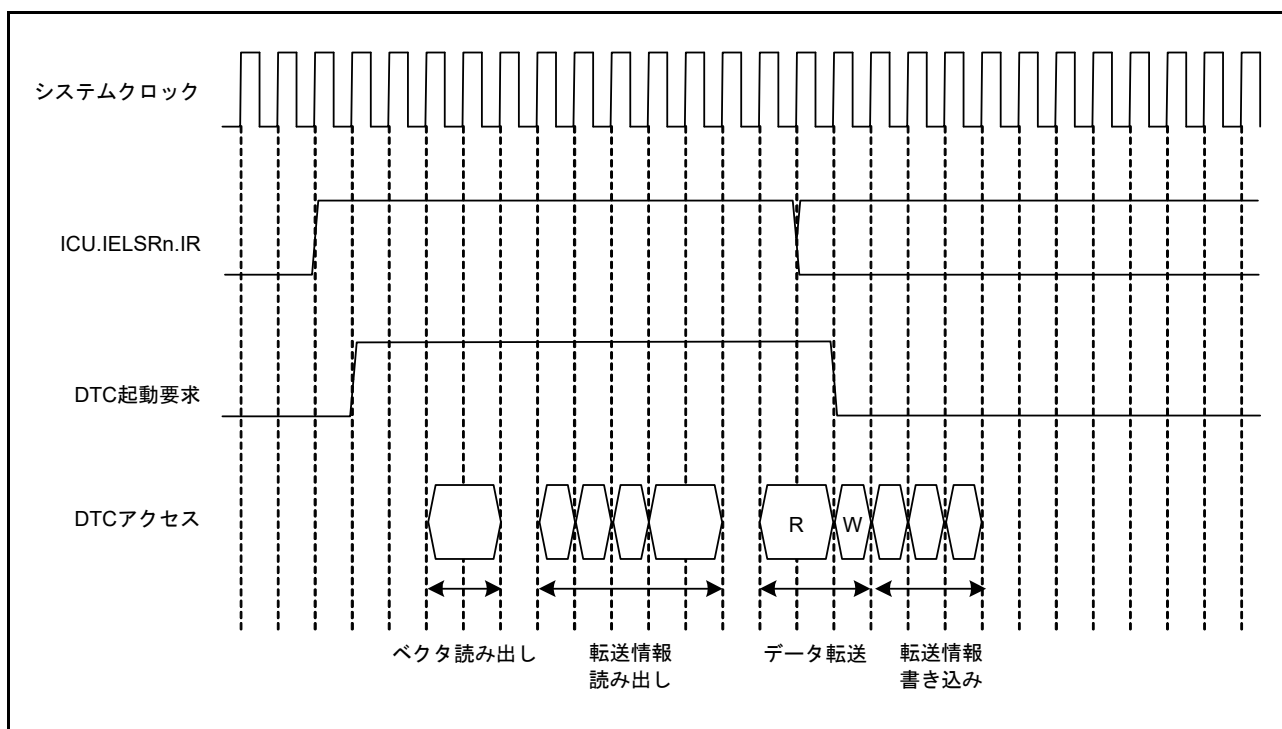 システムクロック
ICU.IELSRn.IR
DTC起動要求
DTCアクセス
R
W
ベクタ読み出し
転送情報
読み出し
データ転送
転送情報
書き込み